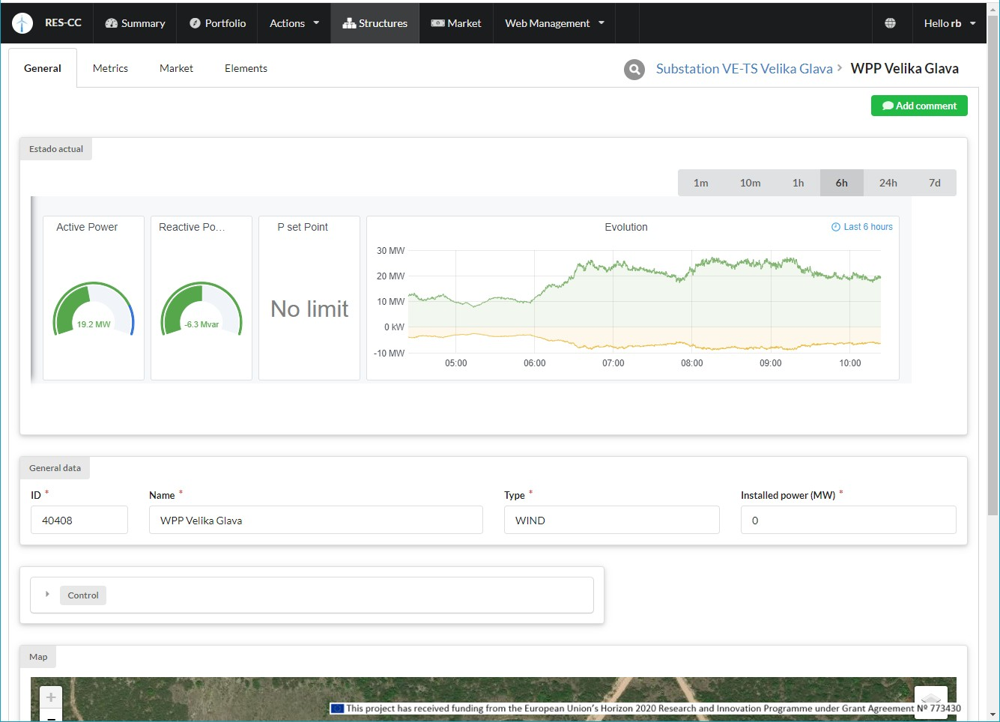 RES-CC Summary Portfolio Actions Structures Market Web Management Hello rb
General Metrics Market Elements Substation VE-TS Velika Glava > WPP Velika Glava
Add comment
Estado actual
1m 10m 1h 6h 24h 7d
Active Power Reactive Po... P set Point Evolution Last 6 hours
30 MW
20 MW
10 MW
0 kW
-10 MW
19.2 MW -6.3 Mvar No limit
05:00 06:00 07:00 08:00 09:00 10:00
General data
ID * Name * Type * Installed power (MW) *
40408 WPP Velika Glava WIND 0
Control
Map
+
This project has received funding from the European Union's Horizon 2020 Research and Innovation Programme under Grant Agreement Nº 773430